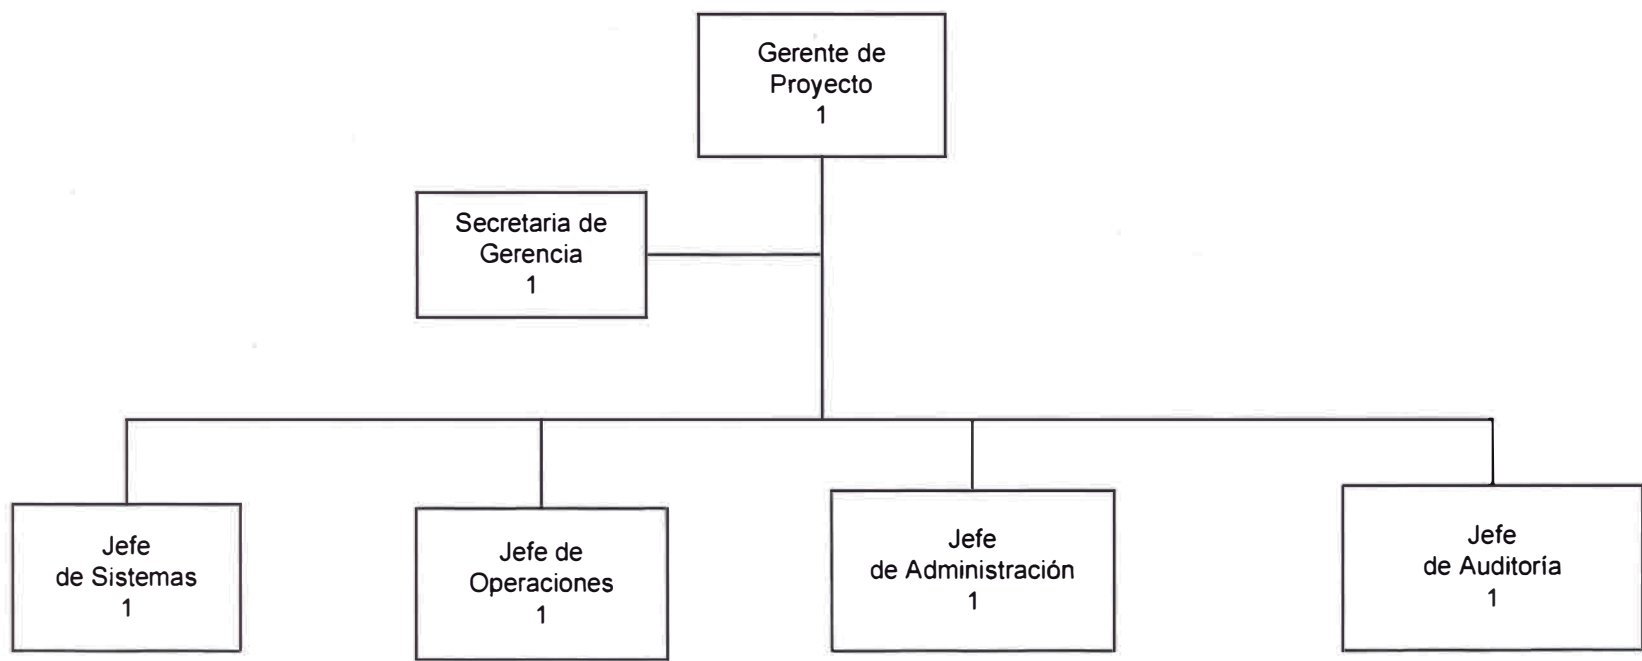 Gerente de
Proyecto
1
Secretaria de
Gerencia
1
Jefe
de Sistemas
1
Jefe de
Operaciones
1
Jefe
de Administración
1
Jefe
de Auditoría
1